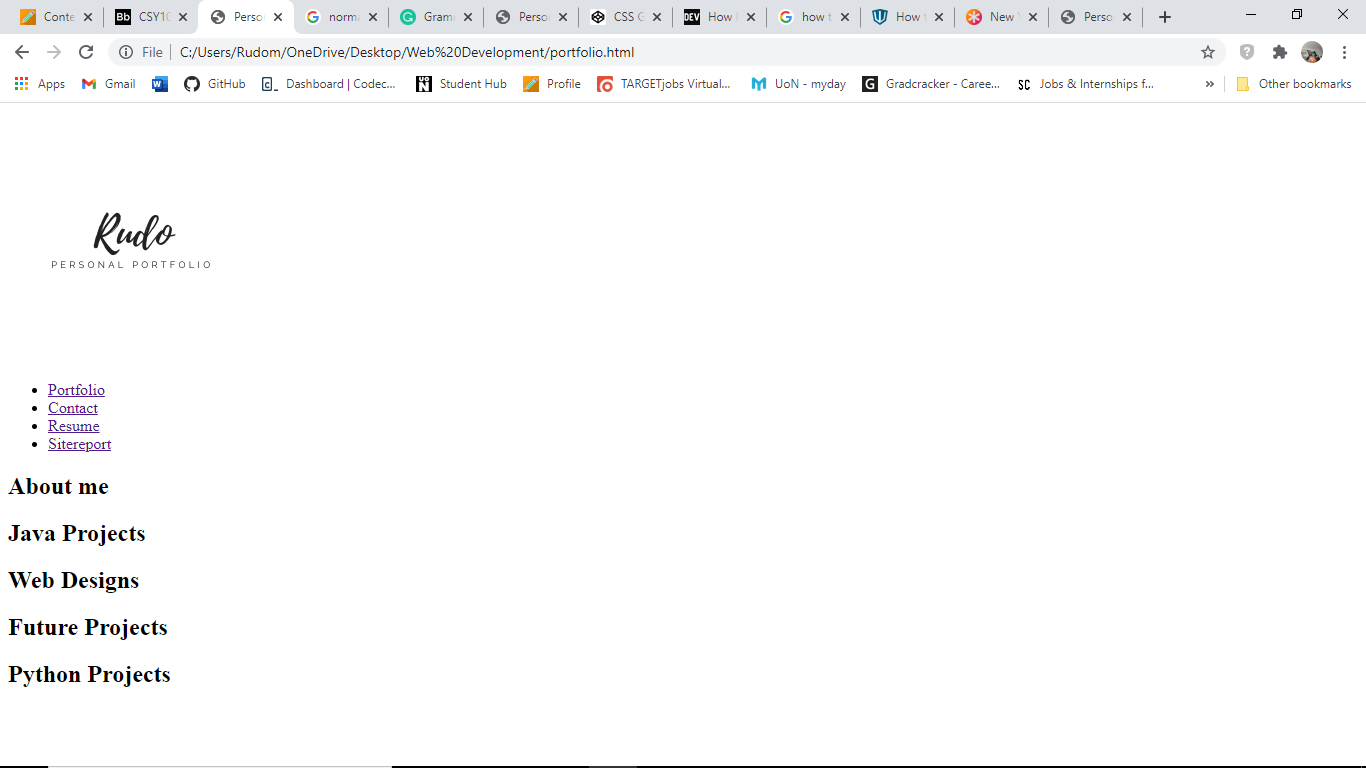 Conte CSY10 Perso norma Gramr Perso CSS G How how t How t New Perso
File C:/Users/Rudom/OneDrive/Desktop/Web%20Development/portfolio.html
Apps Gmail GitHub Dashboard | Codec... Student Hub Profile TARGETjobs Virtual... UoN - myday Gradcracker - Caree... Jobs & Internships f... » Other bookmarks
Rudo
PERSONAL PORTFOLIO
• Portfolio
• Contact
• Resume
• Sitereport
About me
Java Projects
Web Designs
Future Projects
Python Projects